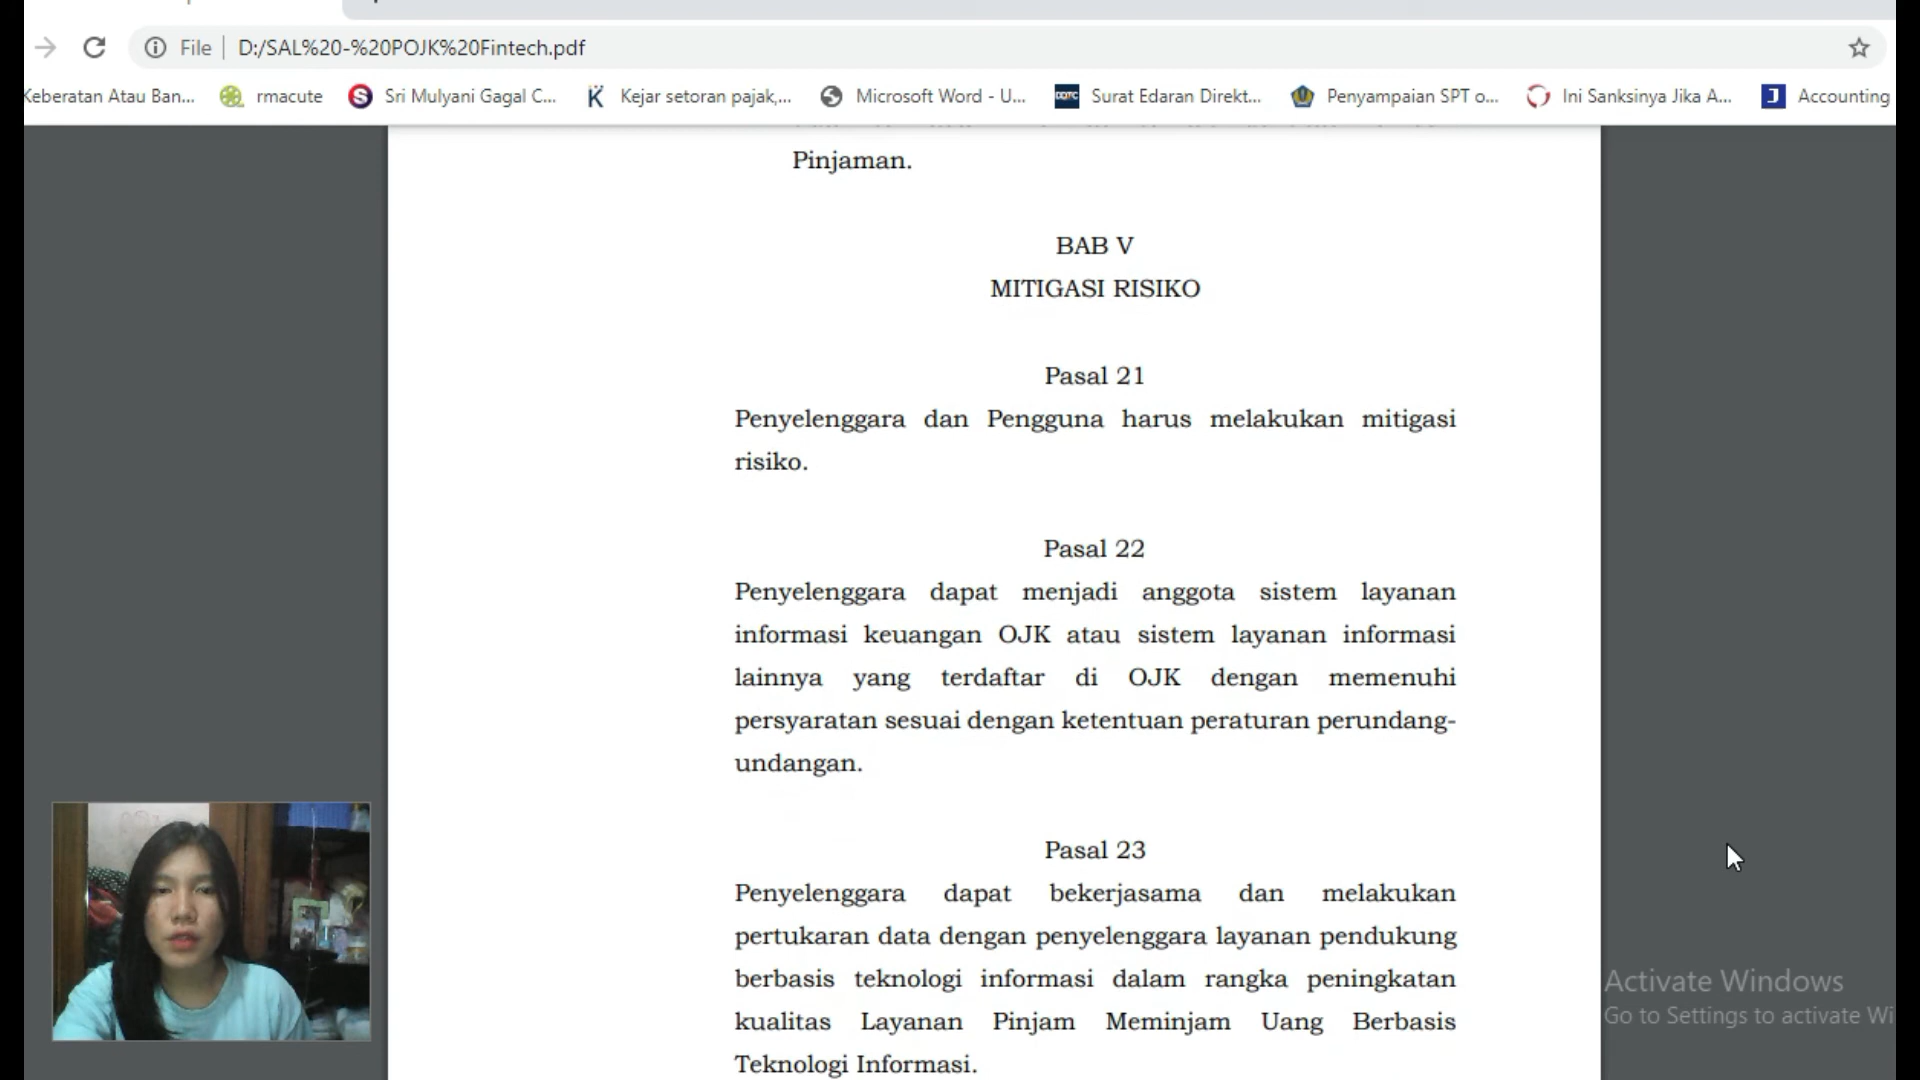 File
D:/SAL%20-%20POJK%20Fintech.pdf
Keberatan Atau Ban...
rmacute
Sri Mulyani Gagal C...
Kejar setoran pajak,...
Microsoft Word - U...
DDTC
Surat Edaran Direkt...
Penyampaian SPT o...
Ini Sanksinya Jika A...
Accounting
Pinjaman.
BAB V
MITIGASI RISIKO
Pasal 21
Penyelenggara dan Pengguna harus melakukan mitigasi
risiko.
Pasal 22
Penyelenggara dapat menjadi anggota sistem layanan
informasi keuangan OJK atau sistem layanan informasi
lainnya yang terdaftar di OJK dengan memenuhi
persyaratan sesuai dengan ketentuan peraturan perundang-
undangan.
Pasal 23
Penyelenggara dapat bekerjasama dan melakukan
pertukaran data dengan penyelenggara layanan pendukung
berbasis teknologi informasi dalam rangka peningkatan
kualitas Layanan Pinjam Meminjam Uang Berbasis
Teknologi Informasi.
Activate Windows
Go to Settings to activate Wi